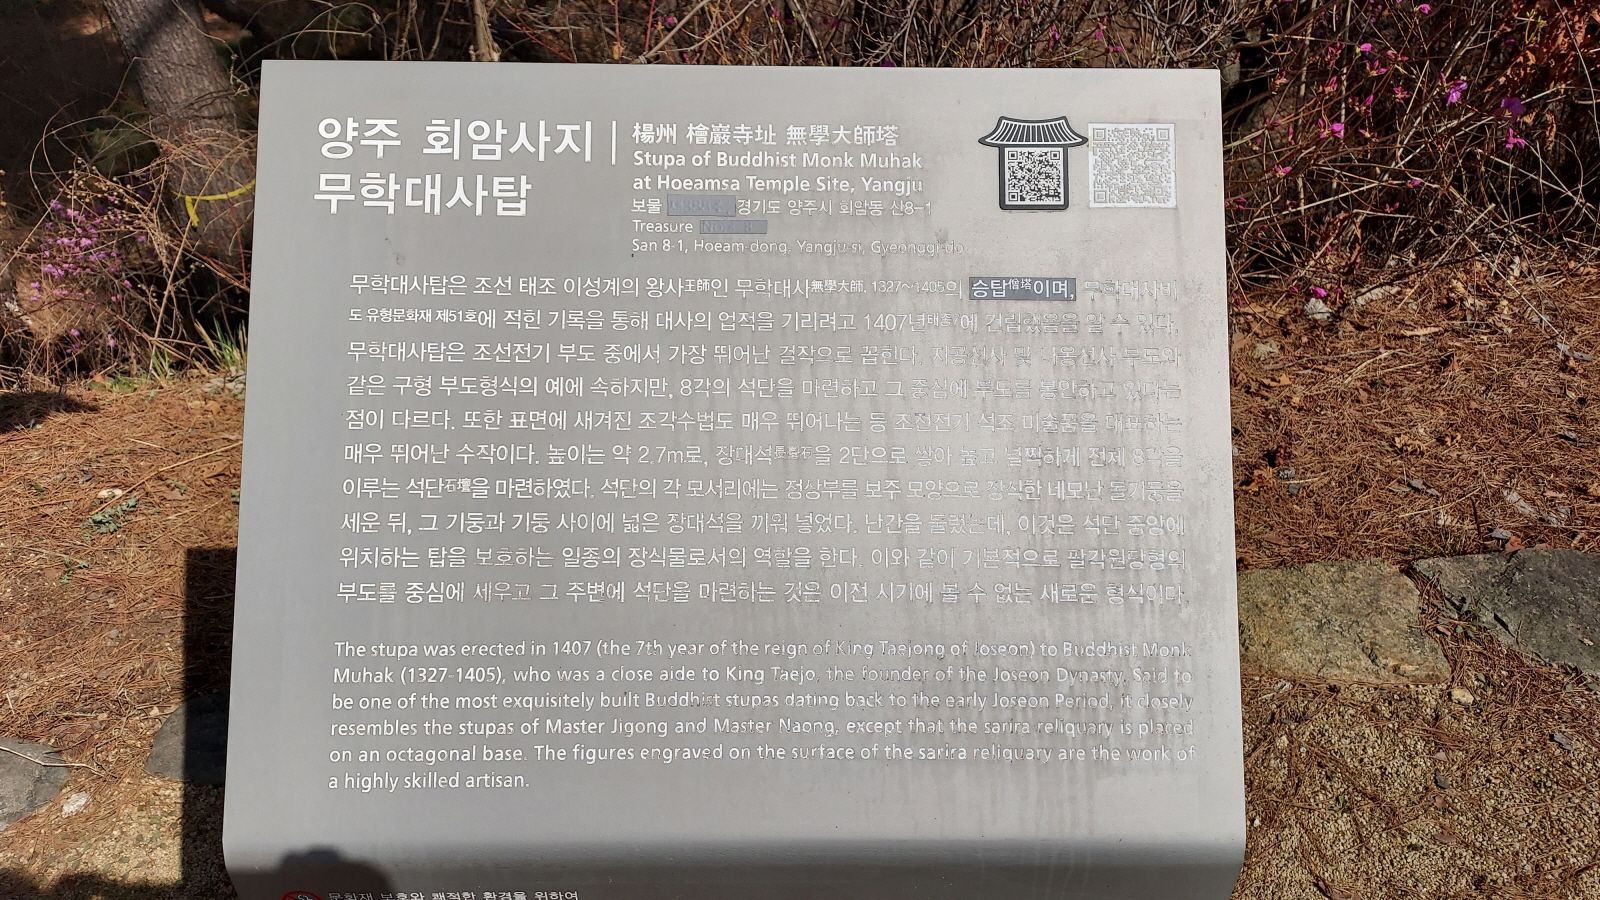 양주 회암사지
무학대사탑
楊州 檜巖寺址 無學大師塔
Stupa of Buddhist Monk Muhak
at Hoeamsa Temple Site, Yangju
보물 경기도 양주시 회암동 산8-1
Treasure
San 8-1, Hoeam-dong, Yangju-si, Gyeonggi-do
무학대사탑은 조선 태조 이성계의 왕사王師인 무학대사無學大師, 1327~1405의 승탑僧塔이며, 무학대사비
도 유형문화재 제51호에 적힌 기록을 통해 대사의 업적을 기리려고 1407년태종7에 건립했음을 알 수 있다.
무학대사탑은 조선전기 부도 중에서 가장 뛰어난 걸작으로 꼽힌다. 지공선사 및 나옹선사 부도와
같은 구형 부도형식의 예에 속하지만, 8각의 석단을 마련하고 그 중심에 부도를 봉안하고 있다는
점이 다르다. 또한 표면에 새겨진 조각수법도 매우 뛰어나는 등 조선전기 석조 미술품을 대표하는
매우 뛰어난 수작이다. 높이는 약 2.7m로, 장대석長臺石을 2단으로 쌓아 높고 널찍하게 전체 8각을
이루는 석단石壇을 마련하였다. 석단의 각 모서리에는 정상부를 보주 모양으로 장식한 네모난 돌기둥을
세운 뒤, 그 기둥과 기둥 사이에 넓은 장대석을 끼워 넣었다. 난간을 둘렀는데, 이것은 석단 중앙에
위치하는 탑을 보호하는 일종의 장식물로서의 역할을 한다. 이와 같이 기본적으로 팔각원당형의
부도를 중심에 세우고 그 주변에 석단을 마련하는 것은 이전 시기에 볼 수 없는 새로운 형식이다.
The stupa was erected in 1407 (the 7th year of the reign of King Taejong of Joseon) to Buddhist Monk
Muhak (1327-1405), who was a close aide to King Taejo, the founder of the Joseon Dynasty. Said to
be one of the most exquisitely built Buddhist stupas dating back to the early Joseon Period, it closely
resembles the stupas of Master Jigong and Master Naong, except that the sarira reliquary is placed
on an octagonal base. The figures engraved on the surface of the sarira reliquary are the work of
a highly skilled artisan.
문화재 보호와 쾌적한 환경을 위하여